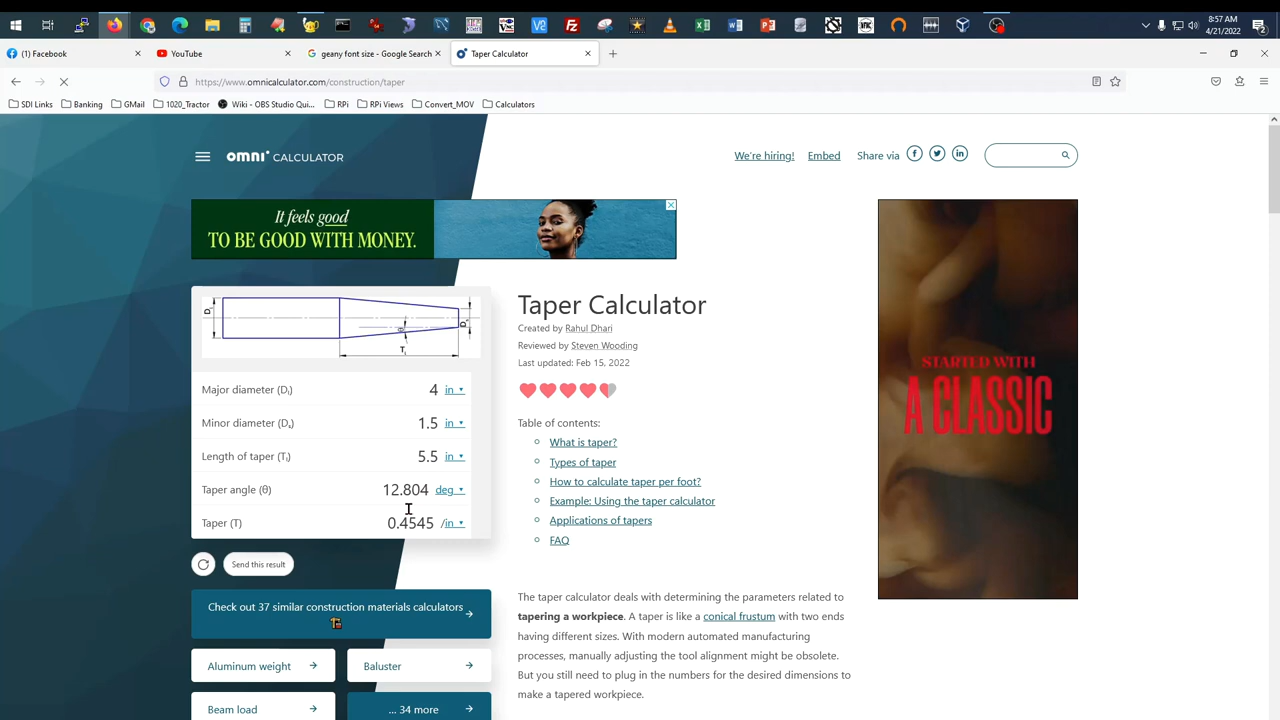 8:57 AM
4/21/2022
(1) Facebook
YouTube
geany font size - Google Search
Taper Calculator
https://www.omnicalculator.com/construction/taper
SDI Links
Banking
GMail
1020_Tractor
Wiki - OBS Studio Qui...
RPi
RPi Views
Convert_MOV
Calculators
omni CALCULATOR
We're hiring!
Embed
Share via
It feels good
TO BE GOOD WITH MONEY.
Taper Calculator
Created by Rahul Dhari
Reviewed by Steven Wooding
Last updated: Feb 15, 2022
Table of contents:
What is taper?
Types of taper
How to calculate taper per foot?
Example: Using the taper calculator
Applications of tapers
FAQ
Major diameter (Dₗ) 4 in
Minor diameter (Dₛ) 1.5 in
Length of taper (Tₗ) 5.5 in
Taper angle (θ) 12.804 deg
Taper (T) 0.4545 /in
Send this result
Check out 37 similar construction materials calculators
Aluminum weight
Baluster
Beam load
... 34 more
The taper calculator deals with determining the parameters related to
tapering a workpiece. A taper is like a conical frustum with two ends
having different sizes. With modern automated manufacturing
processes, manually adjusting the tool alignment might be obsolete.
But you still need to plug in the numbers for the desired dimensions to
make a tapered workpiece.
STARTED WITH
A CLASSIC